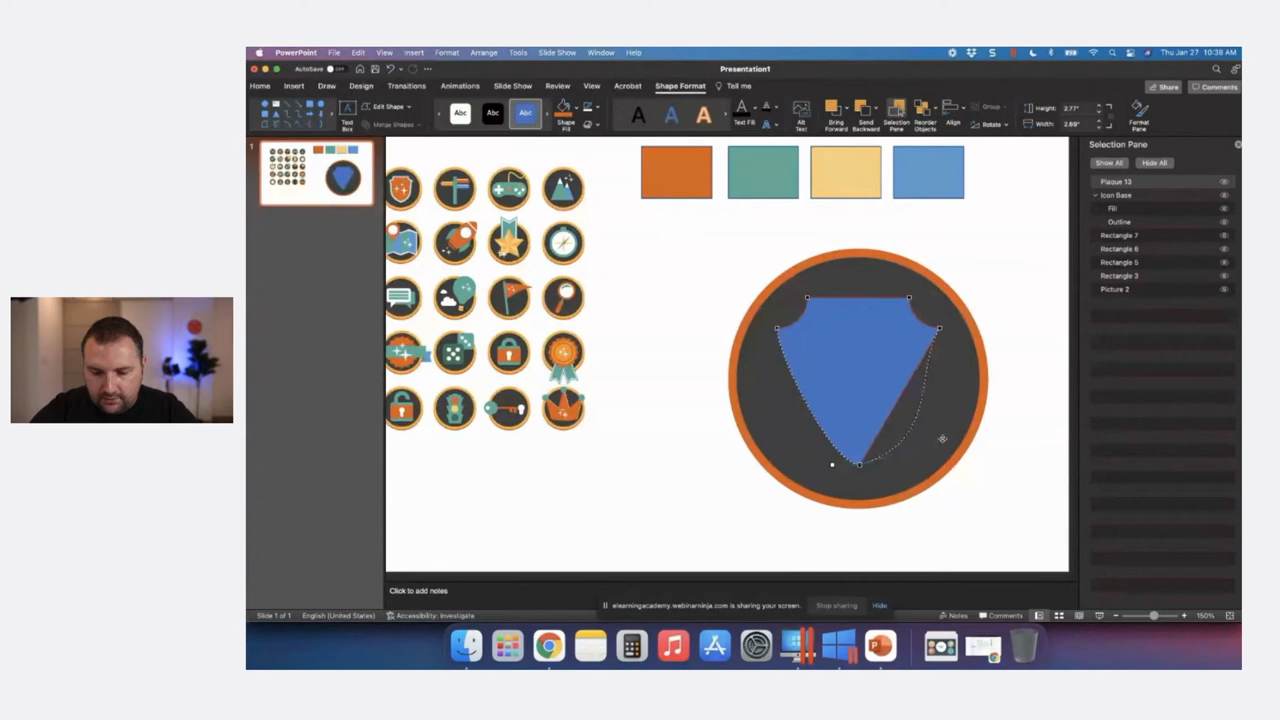 PowerPoint File Edit View Insert Format Arrange Tools Slide Show Window Help Thu Jan 27 10:38 AM
AutoSave OFF Presentation1
Home Insert Draw Design Transitions Animations Slide Show Review View Acrobat Shape Format Tell me Share Comments
Text Box
Edit Shape
Merge Shapes
Abc Abc Abc
Shape Fill
A A A
Text Fill
Alt Text
Bring Forward
Send Backward
Selection Pane
Reorder Objects
Align
Group
Rotate
Height: 2.77"
Width: 2.69"
Format Pane
1
Selection Pane
Show All Hide All
Plaque 13
Icon Base
Fill
Outline
Rectangle 7
Rectangle 6
Rectangle 5
Rectangle 3
Picture 2
Click to add notes
elearningacademy.webinarninja.com is sharing your screen. Stop sharing Hide
Slide 1 of 1 English (United States) Accessibility: Investigate Notes Comments 150%